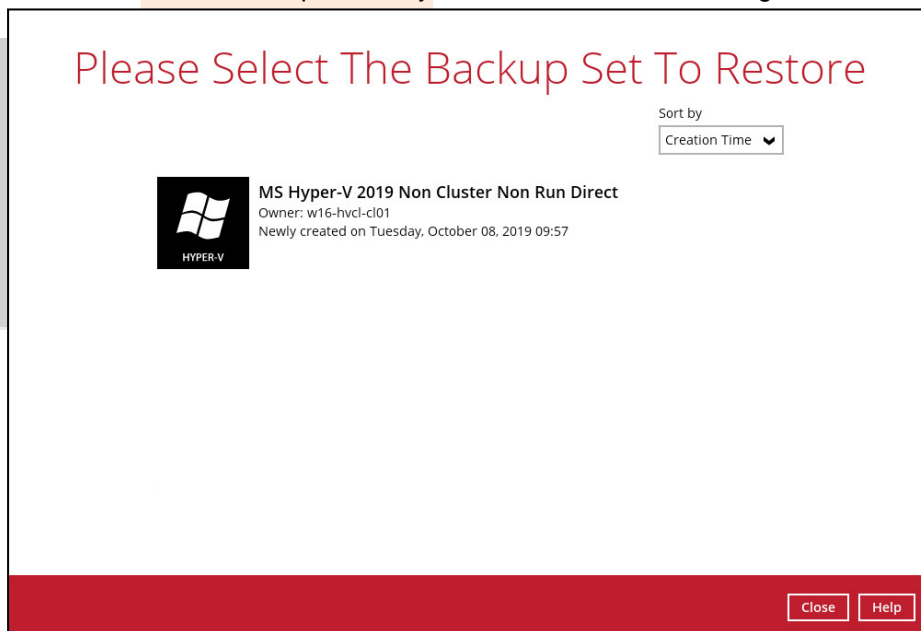 Please Select The Backup Set To Restore
Sort by
Creation Time
MS Hyper-V 2019 Non Cluster Non Run Direct
Owner: w16-hvcl-cl01
Newly created on Tuesday, October 08, 2019 09:57
HYPER-V
Close Help